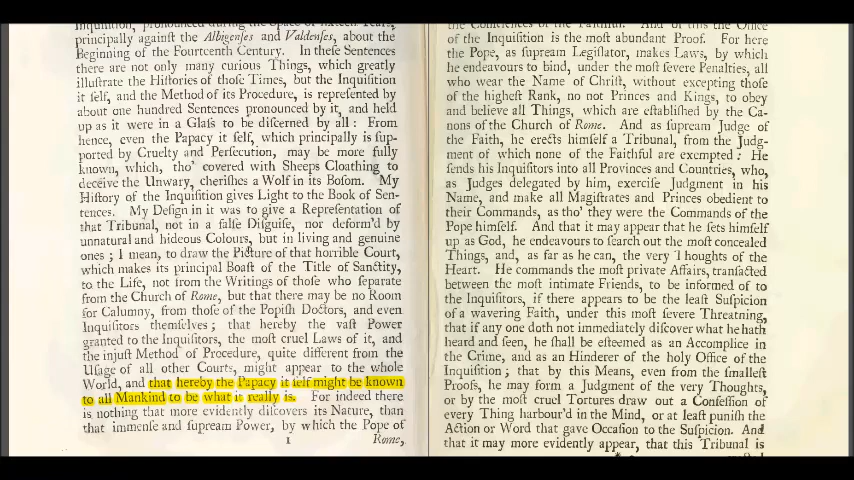 Inquisition, pronounced during the Space of sixteen Years,
principally againſt the Albigenſes and Valdenſes, about the
Beginning of the Fourteenth Century. In theſe Sentences
there are not only many curious Things, which greatly
illuſtrate the Hiſtories of thoſe Times, but the Inquiſition
it ſelf, and the Method of its Procedure, is repreſented by
about one hundred Sentences pronounced by it, and held
up as it were in a Glaſs to be diſcerned by all : From
hence, even the Papacy it ſelf, which principally is ſup-
ported by Cruelty and Perſecution, may be more fully
known, which, tho' covered with Sheeps Cloathing to
deceive the Unwary, cheriſhes a Wolf in its Boſom. My
Hiſtory of the Inquiſition gives Light to the Book of Sen-
tences. My Deſign in it was to give a Repreſentation of
that Tribunal, not in a falſe Diſguiſe, nor deform'd by
unnatural and hideous Colours, but in living and genuine
ones ; I mean, to draw the Picture of that horrible Court,
which makes its principal Boaſt of the Title of Sanctity,
to the Life, not from the Writings of thoſe who ſeparate
from the Church of Rome, but that there may be no Room
for Calumny, from thoſe of the Popiſh Doctors, and even
Inquiſitors themſelves ; that hereby the vaſt Power
granted to the Inquiſitors, the moſt cruel Laws of it, and
the injuſt Method of Procedure, quite different from the
Uſage of all other Courts, might appear to the whole
World, and that hereby the Papacy it ſelf might be known
to all Mankind to be what it really is. For indeed there
is nothing that more evidently diſcovers its Nature, than
that immenſe and ſupream Power, by which the Pope of
1 Rome,
the Conſciences of the Faithful. And of this the Office
of the Inquiſition is the moſt abundant Proof. For here
the Pope, as ſupream Legiſlator, makes Laws, by which
he endeavours to bind, under the moſt ſevere Penalties, all
who wear the Name of Chriſt, without excepting thoſe
of the higheſt Rank, no not Princes and Kings, to obey
and believe all Things, which are eſtabliſhed by the Ca-
nons of the Church of Rome. And as ſupream Judge of
the Faith, he erects himſelf a Tribunal, from the Judg-
ment of which none of the Faithful are exempted : He
ſends his Inquiſitors into all Provinces and Countries, who,
as Judges delegated by him, exerciſe Judgment in his
Name, and make all Magiſtrates and Princes obedient to
their Commands, as tho' they were the Commands of the
Pope himſelf. And that it may appear that he ſets himſelf
up as God, he endeavours to ſearch out the moſt concealed
Things, and, as far as he can, the very Thoughts of the
Heart. He commands the moſt private Affairs, tranſacted
between the moſt intimate Friends, to be informed of to
the Inquiſitors, if there appears to be the leaſt Suſpicion
of a wavering Faith, under this moſt ſevere Threatning,
that if any one doth not immediately diſcover what he hath
heard and ſeen, he ſhall be eſteemed as an Accomplice in
the Crime, and as an Hinderer of the holy Office of the
Inquiſition ; that by this Means, even from the ſmalleſt
Proofs, he may form a Judgment of the very Thoughts,
or by the moſt cruel Tortures draw out a Confeſſion of
every Thing harbour'd in the Mind, or at leaſt puniſh the
Action or Word that gave Occaſion to the Suſpicion. And
that it may more evidently appear, that this Tribunal is